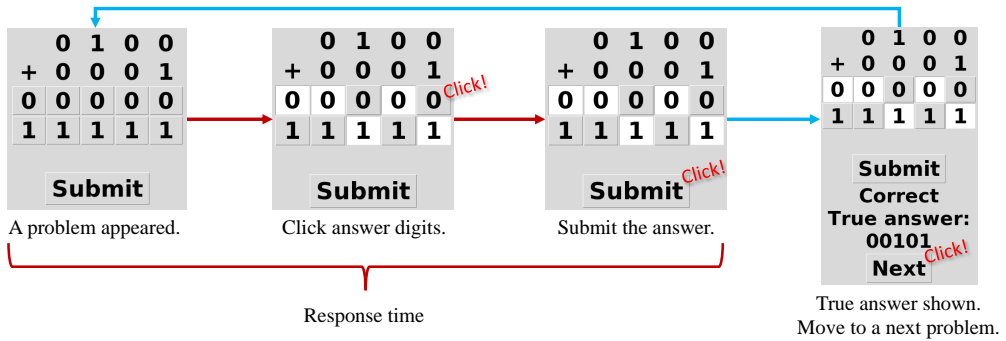 0 1 0 0
+ 0 0 0 1
0 0 0 0 0
1 1 1 1 1
Submit
A problem appeared.
0 1 0 0
+ 0 0 0 1
0 0 0 0 0
Click!
1 1 1 1 1
Submit
Click answer digits.
0 1 0 0
+ 0 0 0 1
0 0 0 0 0
1 1 1 1 1
Click!
Submit
Submit the answer.
Response time
0 1 0 0
+ 0 0 0 1
0 0 0 0 0
1 1 1 1 1
Submit
Correct
True answer:
00101
Click!
Next
True answer shown.
Move to a next problem.